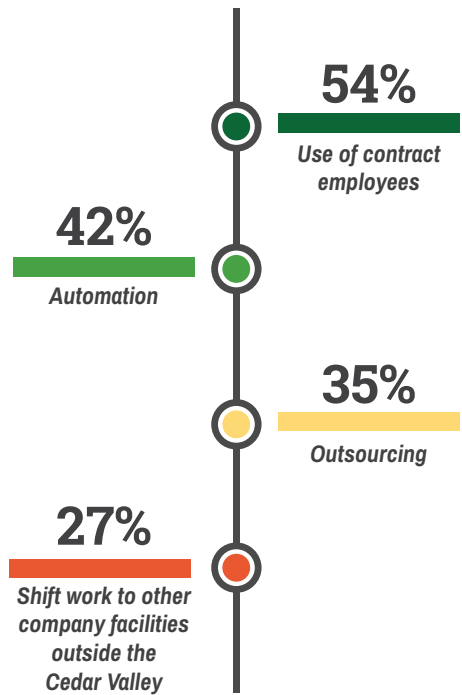 54%
Use of contract
employees
42%
Automation
35%
Outsourcing
27%
Shift work to other
company facilities
outside the
Cedar Valley